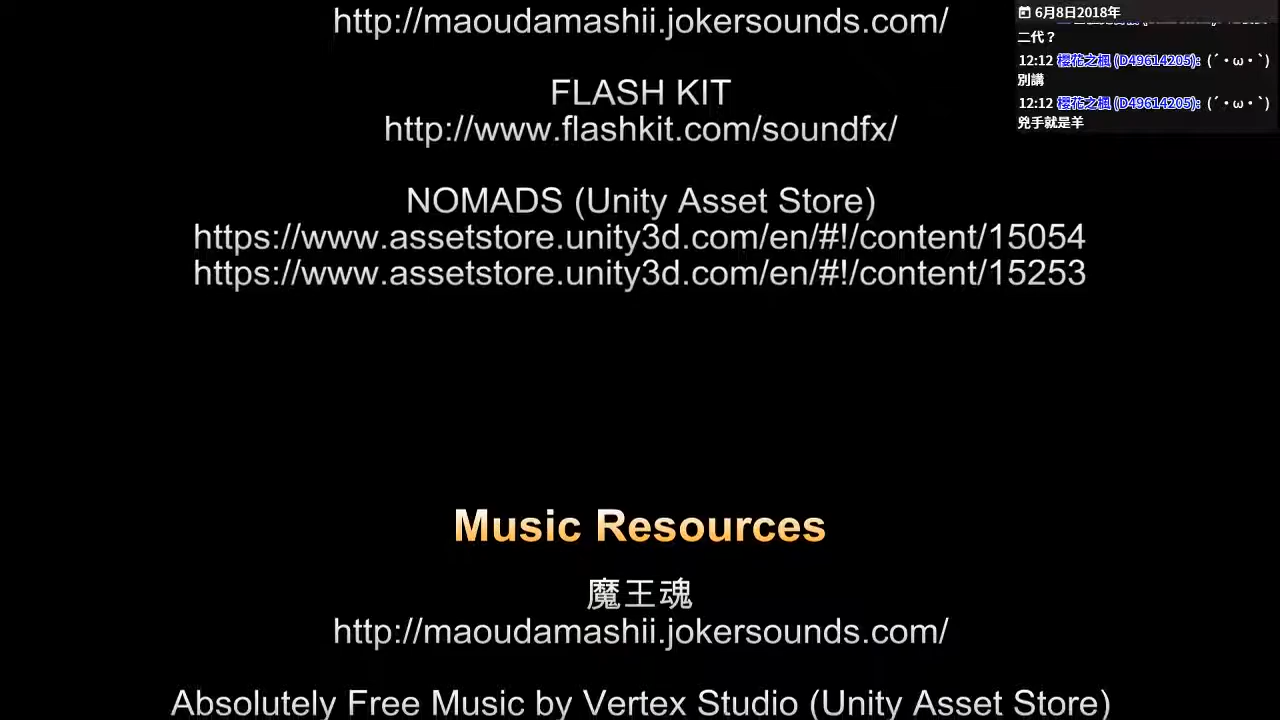 http://maoudamashii.jokersounds.com/
FLASH KIT
http://www.flashkit.com/soundfx/
NOMADS (Unity Asset Store)
https://www.assetstore.unity3d.com/en/#!/content/15054
https://www.assetstore.unity3d.com/en/#!/content/15253
Music Resources
魔王魂
http://maoudamashii.jokersounds.com/
Absolutely Free Music by Vertex Studio (Unity Asset Store)
6月8日2018年
二代？
12:12 櫻花之楓 (D49614205): (´・ω・`)
別講
12:12 櫻花之楓 (D49614205): (´・ω・`)
兇手就是羊